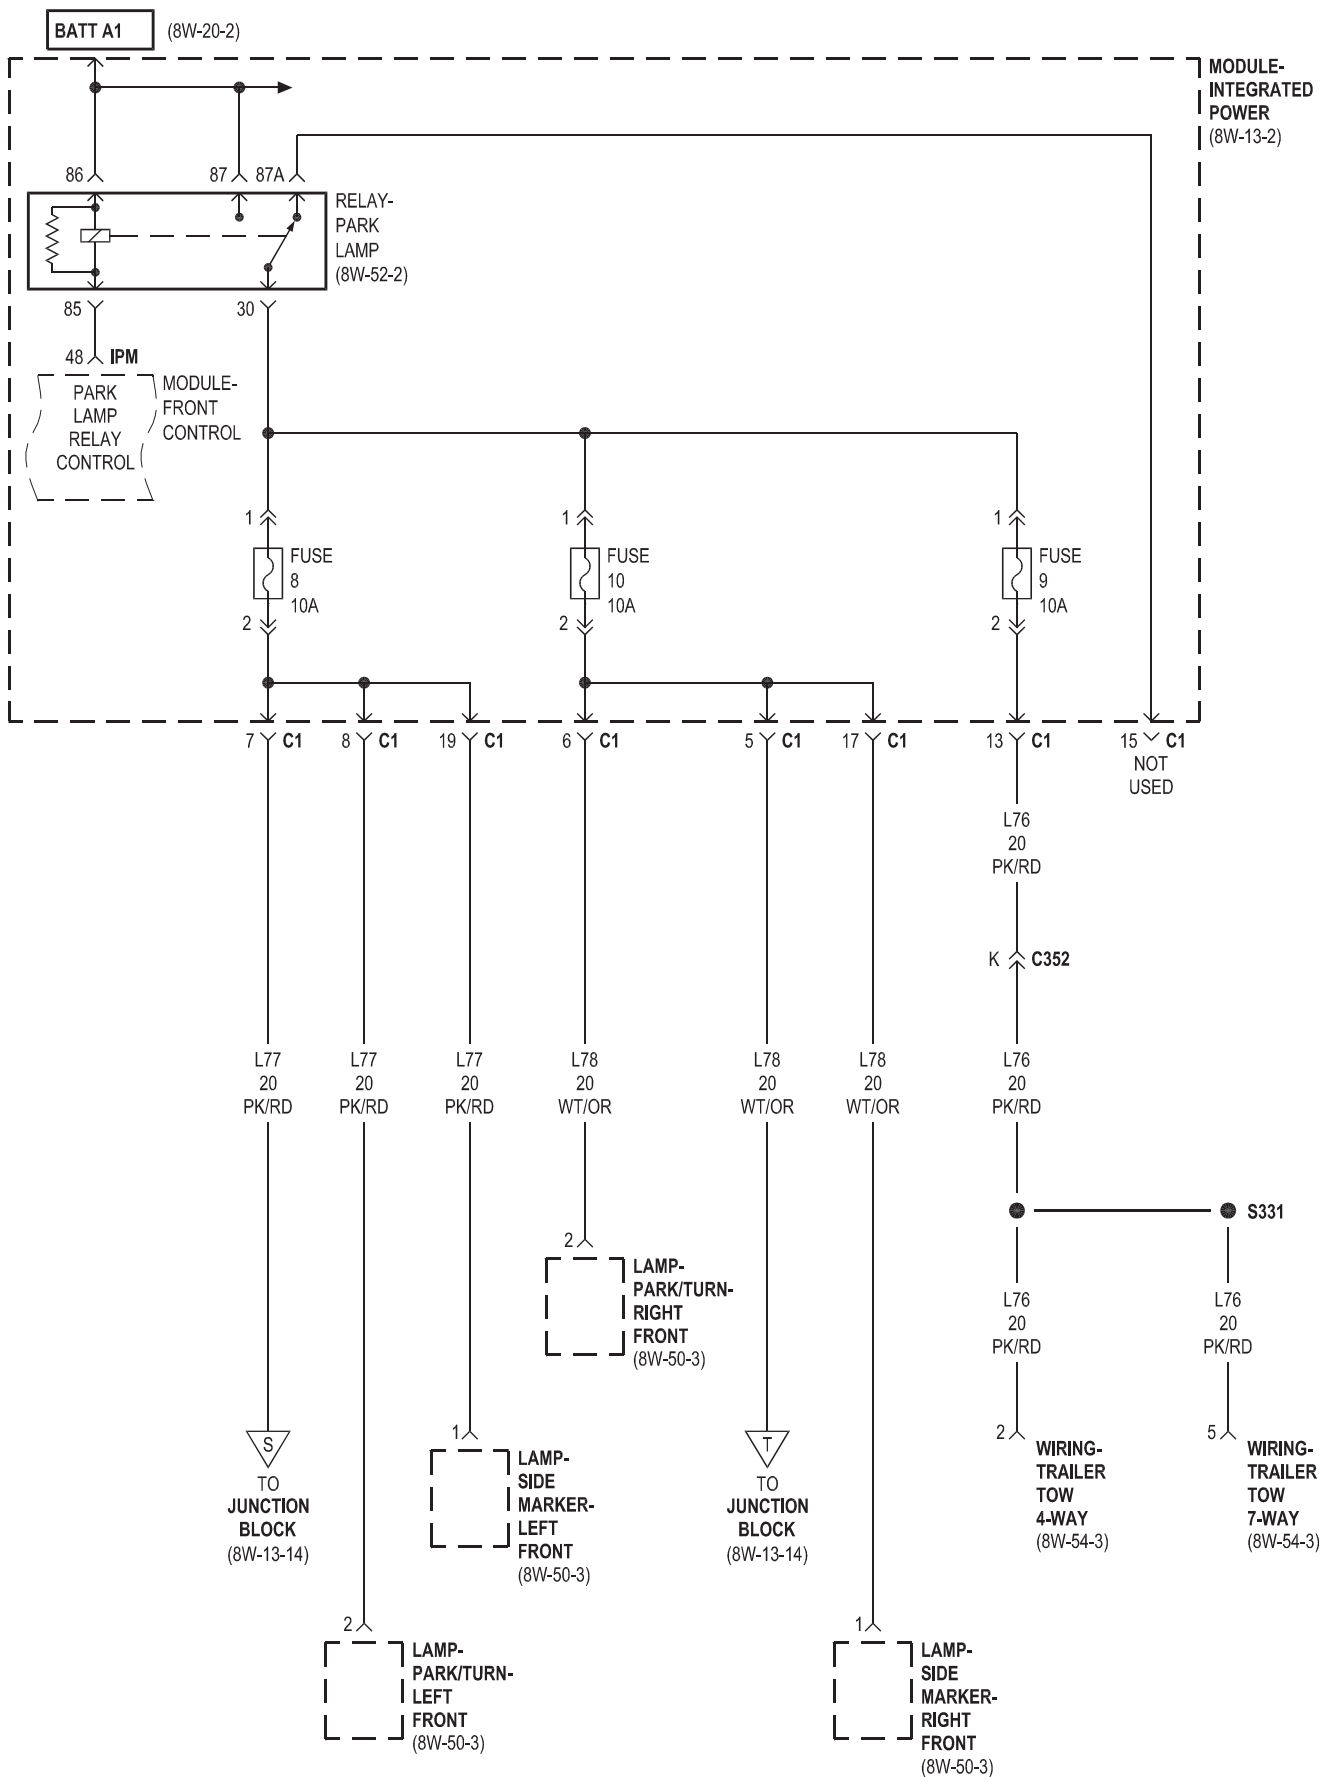 BATT A1 (8W-20-2)
MODULE-
INTEGRATED
POWER
(8W-13-2)
86
87
87A
RELAY-
PARK
LAMP
(8W-52-2)
85
30
48 IPM
PARK
LAMP
RELAY
CONTROL
MODULE-
FRONT
CONTROL
1
1
1
FUSE
8
10A
FUSE
10
10A
FUSE
9
10A
2
2
2
7 C1
8 C1
19 C1
6 C1
5 C1
17 C1
13 C1
15 C1
NOT
USED
L76
20
PK/RD
K C352
L77
20
PK/RD
L77
20
PK/RD
L77
20
PK/RD
L78
20
WT/OR
L78
20
WT/OR
L78
20
WT/OR
L76
20
PK/RD
S331
2
LAMP-
PARK/TURN-
RIGHT
FRONT
(8W-50-3)
L76
20
PK/RD
L76
20
PK/RD
S
TO
JUNCTION
BLOCK
(8W-13-14)
1
LAMP-
SIDE
MARKER-
LEFT
FRONT
(8W-50-3)
T
TO
JUNCTION
BLOCK
(8W-13-14)
2
WIRING-
TRAILER
TOW
4-WAY
(8W-54-3)
5
WIRING-
TRAILER
TOW
7-WAY
(8W-54-3)
2
LAMP-
PARK/TURN-
LEFT
FRONT
(8W-50-3)
1
LAMP-
SIDE
MARKER-
RIGHT
FRONT
(8W-50-3)